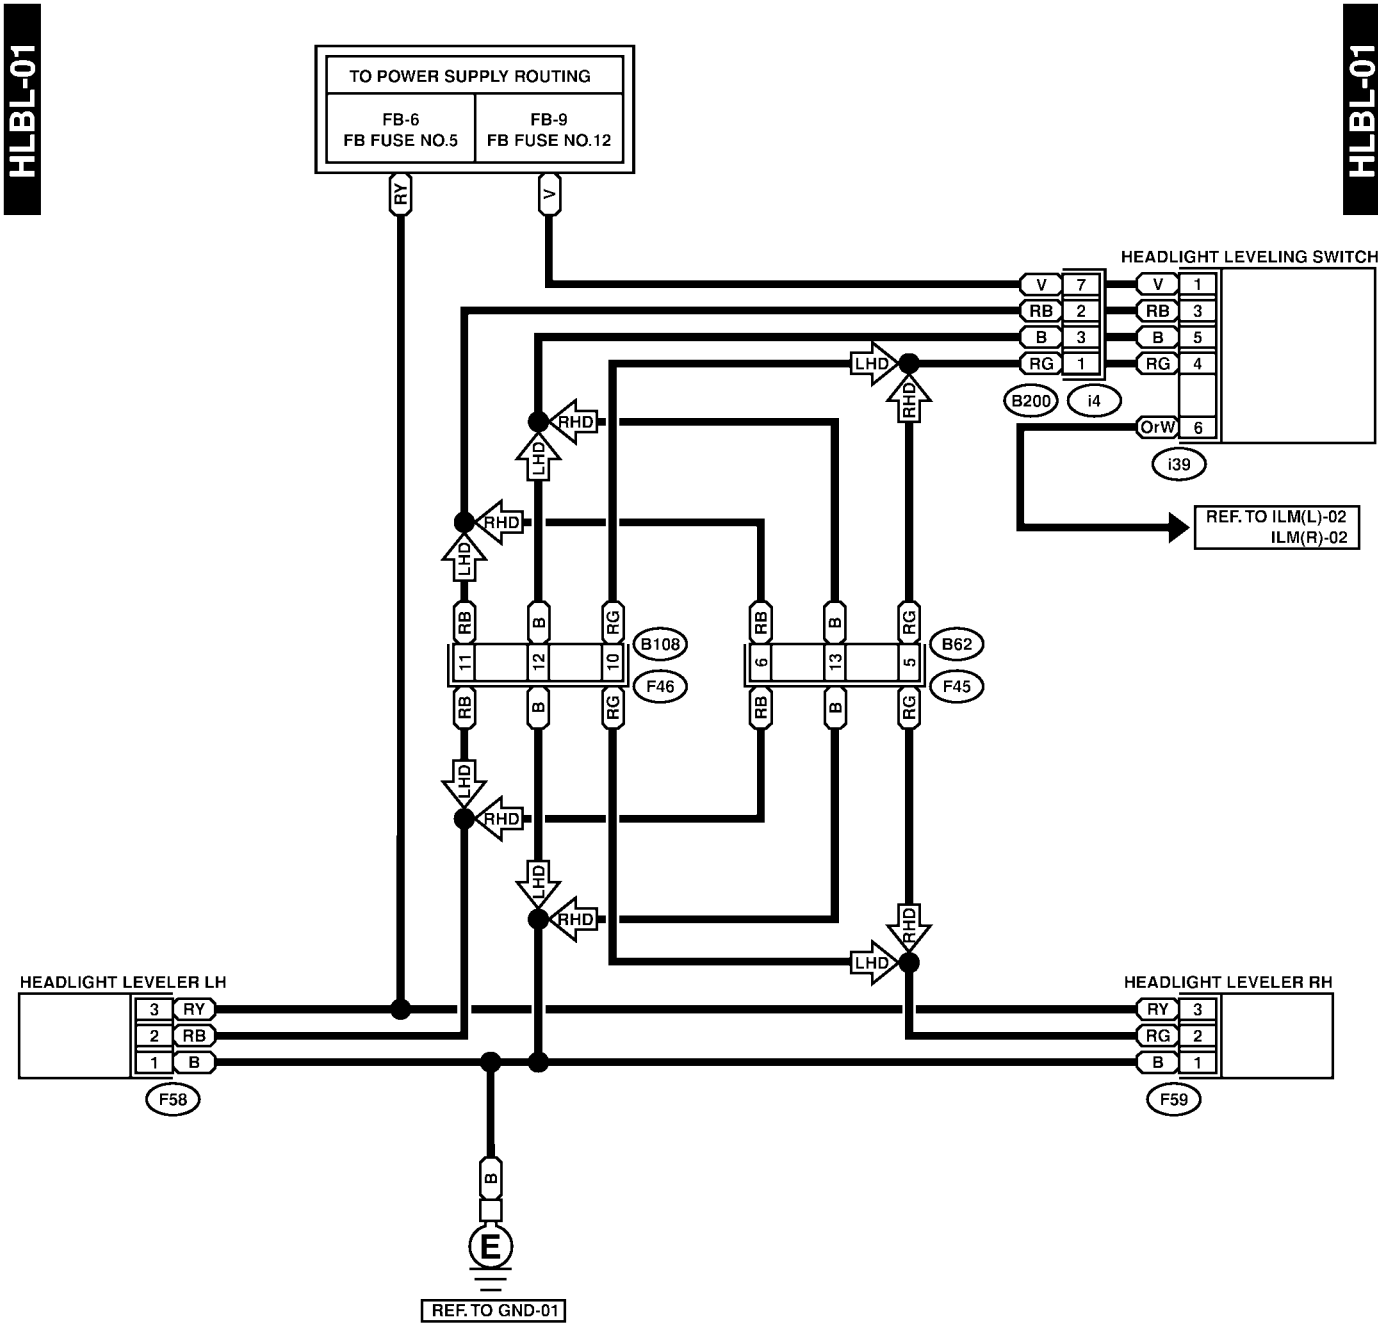 HLBL-01
HLBL-01
TO POWER SUPPLY ROUTING
FB-6
FB FUSE NO.5
FB-9
FB FUSE NO.12
RY
V
HEADLIGHT LEVELING SWITCH
V 7 V 1
RB 2 RB 3
B 3 B 5
LHD
RG 1 RG 4
RHD
B200
i4
RHD
OrW 6
LHD
i39
REF. TO ILM(L)-02
ILM(R)-02
RHD
LHD
RB
B
RG
RB
B
RG
B108
B62
11
12
10
6
13
5
F46
F45
RB
B
RG
RB
B
RG
LHD
RHD
LHD
RHD
RHD
LHD
HEADLIGHT LEVELER LH
HEADLIGHT LEVELER RH
3 RY
2 RB
1 B
RY 3
RG 2
B 1
F58
F59
B
E
REF. TO GND-01